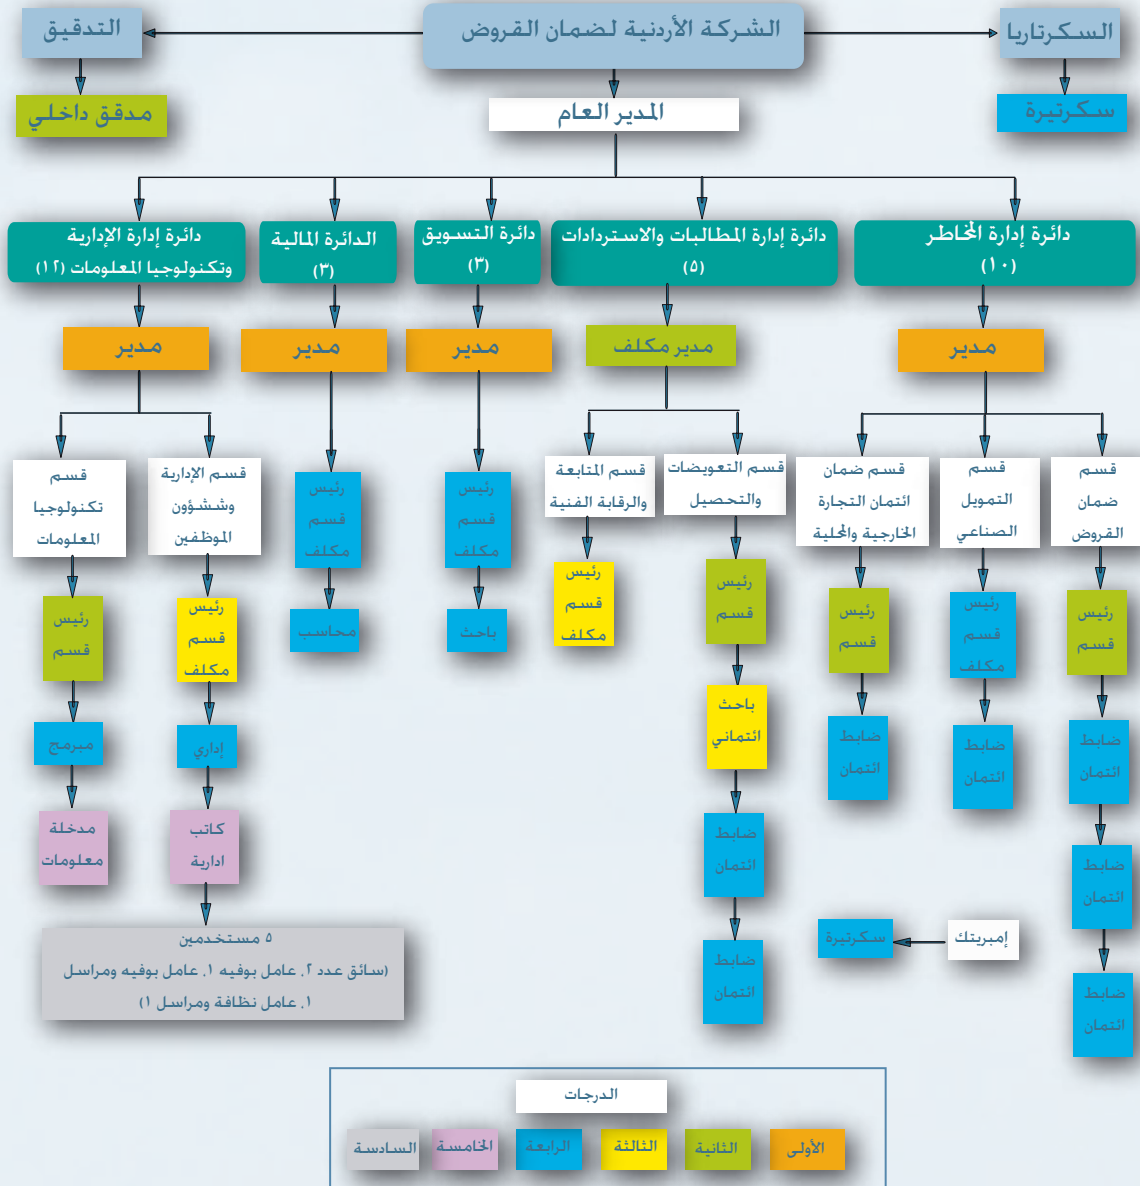 السكرتاريا
الشركة الأردنية لضمان القروض
التدقيق
سكرتيرة
المدير العام
مدقق داخلي
دائرة إدارة المخاطر
(١٠)
دائرة إدارة المطالبات والاستردادات
(٥)
دائرة التسويق
(٣)
الدائرة المالية
(٣)
دائرة إدارة الإدارية
وتكنولوجيا المعلومات (١٢)
مدير
مدير مكلف
مدير
مدير
مدير
قسم
ضمان
القروض
قسم
التمويل
الصناعي
قسم ضمان
ائتمان التجارة
الخارجية والمحلية
قسم التعويضات
والتحصيل
قسم المتابعة
والرقابة الفنية
رئيس
قسم
مكلف
رئيس
قسم
مكلف
قسم الإدارية
وششؤون
الموظفين
قسم
تكنولوجيا
المعلومات
رئيس
قسم
رئيس
قسم
مكلف
رئيس
قسم
رئيس
قسم
رئيس
قسم
مكلف
باحث
محاسب
رئيس
قسم
مكلف
رئيس
قسم
ضابط
ائتمان
ضابط
ائتمان
ضابط
ائتمان
باحث
ائتماني
إداري
مبرمج
ضابط
ائتمان
ضابط
ائتمان
كاتب
ادارية
مدخلة
معلومات
ضابط
ائتمان
إمبريتك
سكرتيرة
ضابط
ائتمان
٥ مستخدمين
(سائق عدد ٢، عامل بوفيه ١، عامل بوفيه ومراسل
١، عامل نظافة ومراسل ١)
الدرجات
الأولى
الثانية
الثالثة
الرابعة
الخامسة
السادسة